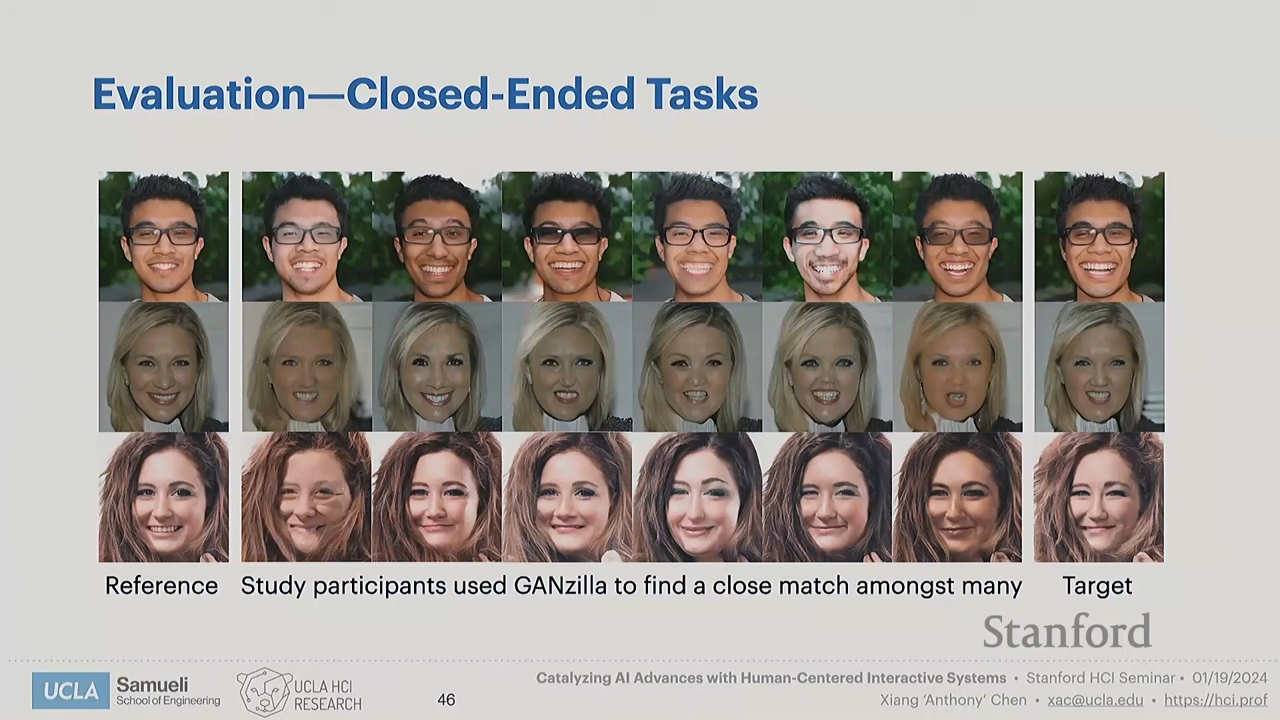 Evaluation—Closed-Ended Tasks
Reference
Study participants used GANzilla to find a close match amongst many
Target
Stanford
UCLA
Samueli
School of Engineering
UCLA HCI
RESEARCH
46
Catalyzing AI Advances with Human-Centered Interactive Systems • Stanford HCI Seminar • 01/19/2024
Xiang ‘Anthony’ Chen • xac@ucla.edu • https://hci.prof